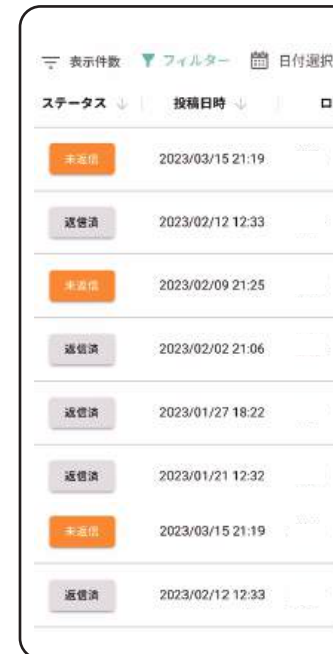 表示件数 フィルター 日付選択
ステータス ↓ 投稿日時 ↓ ロ
未返信 2023/03/15 21:19
返信済 2023/02/12 12:33
未返信 2023/02/09 21:25
返信済 2023/02/02 21:06
返信済 2023/01/27 18:22
返信済 2023/01/21 12:32
未返信 2023/03/15 21:19
返信済 2023/02/12 12:33